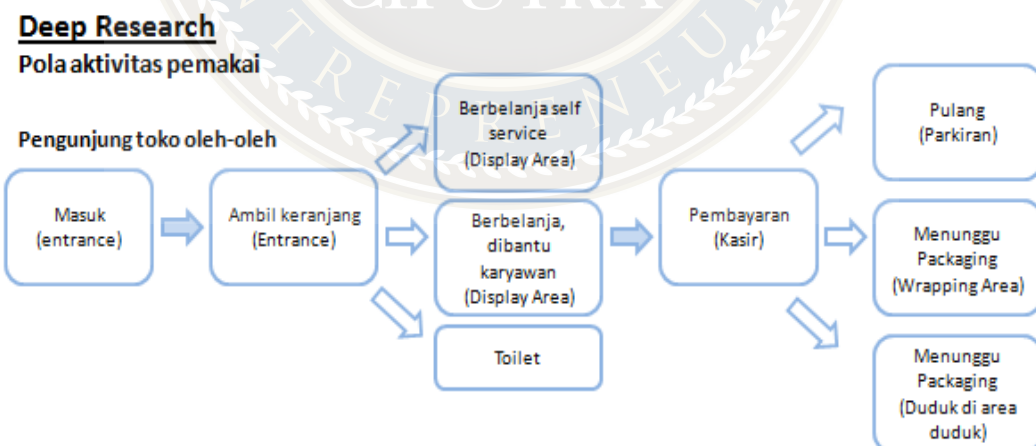 CIPUTRA
ENTREPRENEUR
Deep Research
Pola aktivitas pemakai
Pengunjung toko oleh-oleh
Masuk
(entrance)
Ambil keranjang
(Entrance)
Berbelanja self
service
(Display Area)
Berbelanja,
dibantu
karyawan
(Display Area)
Toilet
Pembayaran
(Kasir)
Pulang
(Parkiran)
Menunggu
Packaging
(Wrapping Area)
Menunggu
Packaging
(Duduk di area
duduk)